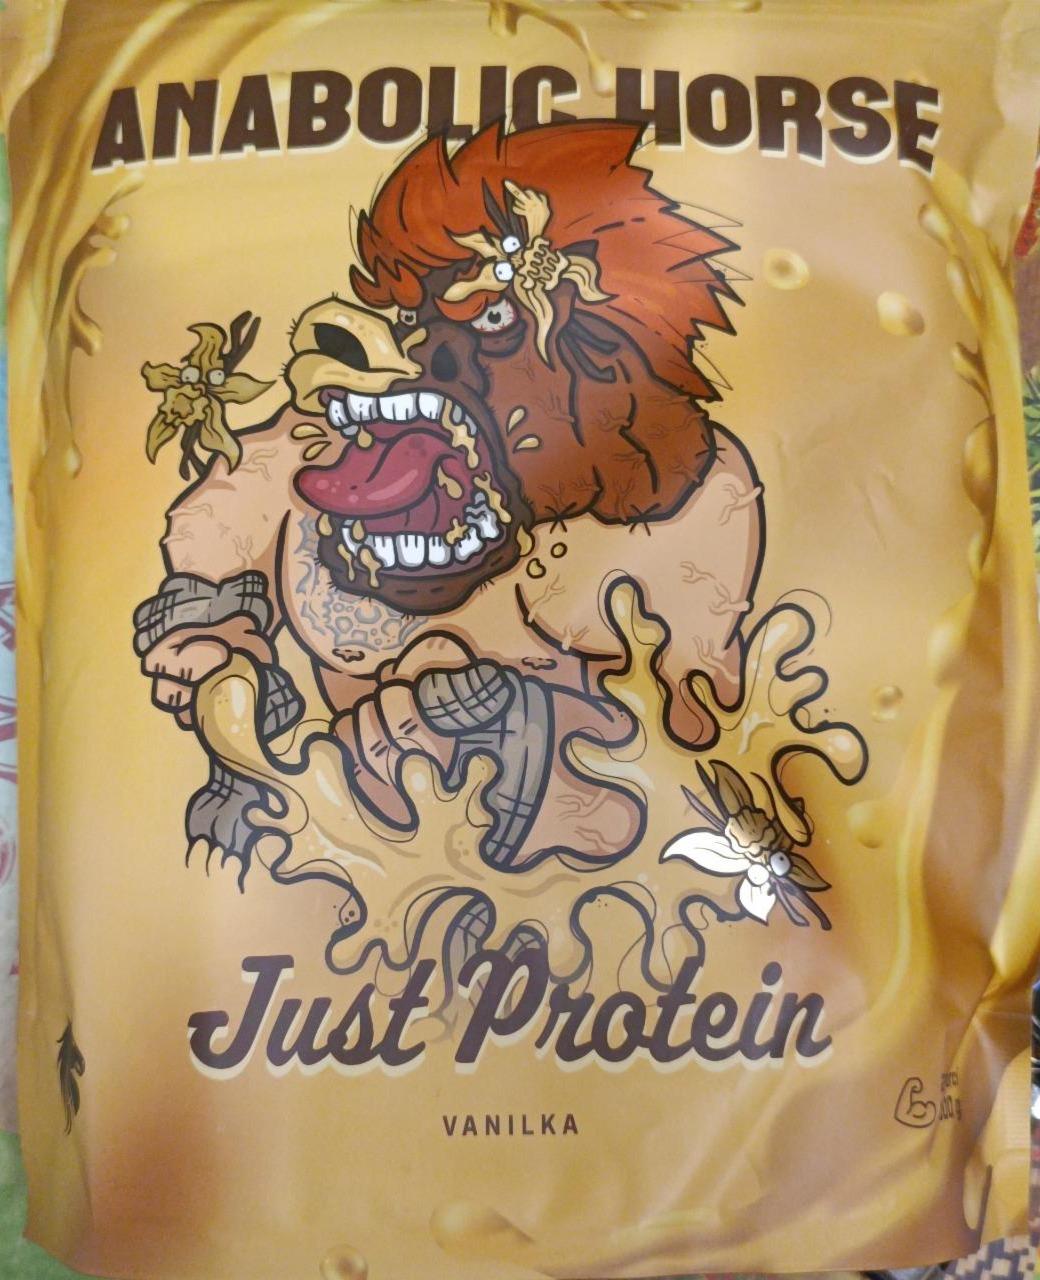 ANABOLIC HORSE
Just Protein
VANILKA